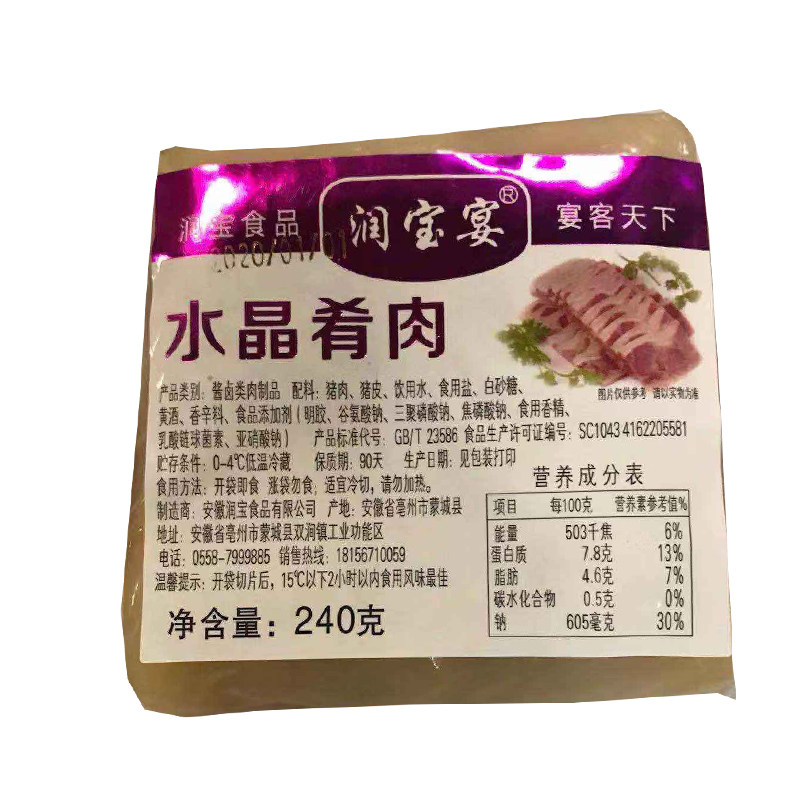 润宝食品
润宝宴®
宴客天下
2020/01/01
水晶肴肉
图片仅供参考 请以实物为准
产品类别：酱卤类肉制品 配料：猪肉、猪皮、饮用水、食用盐、白砂糖、
黄酒、香辛料、食品添加剂（明胶、谷氨酸钠、三聚磷酸钠、焦磷酸钠、食用香精、
乳酸链球菌素、亚硝酸钠） 产品标准代号：GB/T 23586 食品生产许可证编号：SC10434162205581
贮存条件：0-4℃低温冷藏 保质期：90天 生产日期：见包装打印
食用方法：开袋即食 涨袋勿食；适宜冷切，请勿加热。
制造商：安徽润宝食品有限公司 产地：安徽省亳州市蒙城县
地址：安徽省亳州市蒙城县双涧镇工业功能区
电话：0558-7999885 销售热线：18156710059
温馨提示：开袋切片后，15℃以下2小时以内食用风味最佳
净含量：240克
营养成分表
项目 每100克 营养素参考值%
能量 503千焦 6%
蛋白质 7.8克 13%
脂肪 4.6克 7%
碳水化合物 0.5克 0%
钠 605毫克 30%